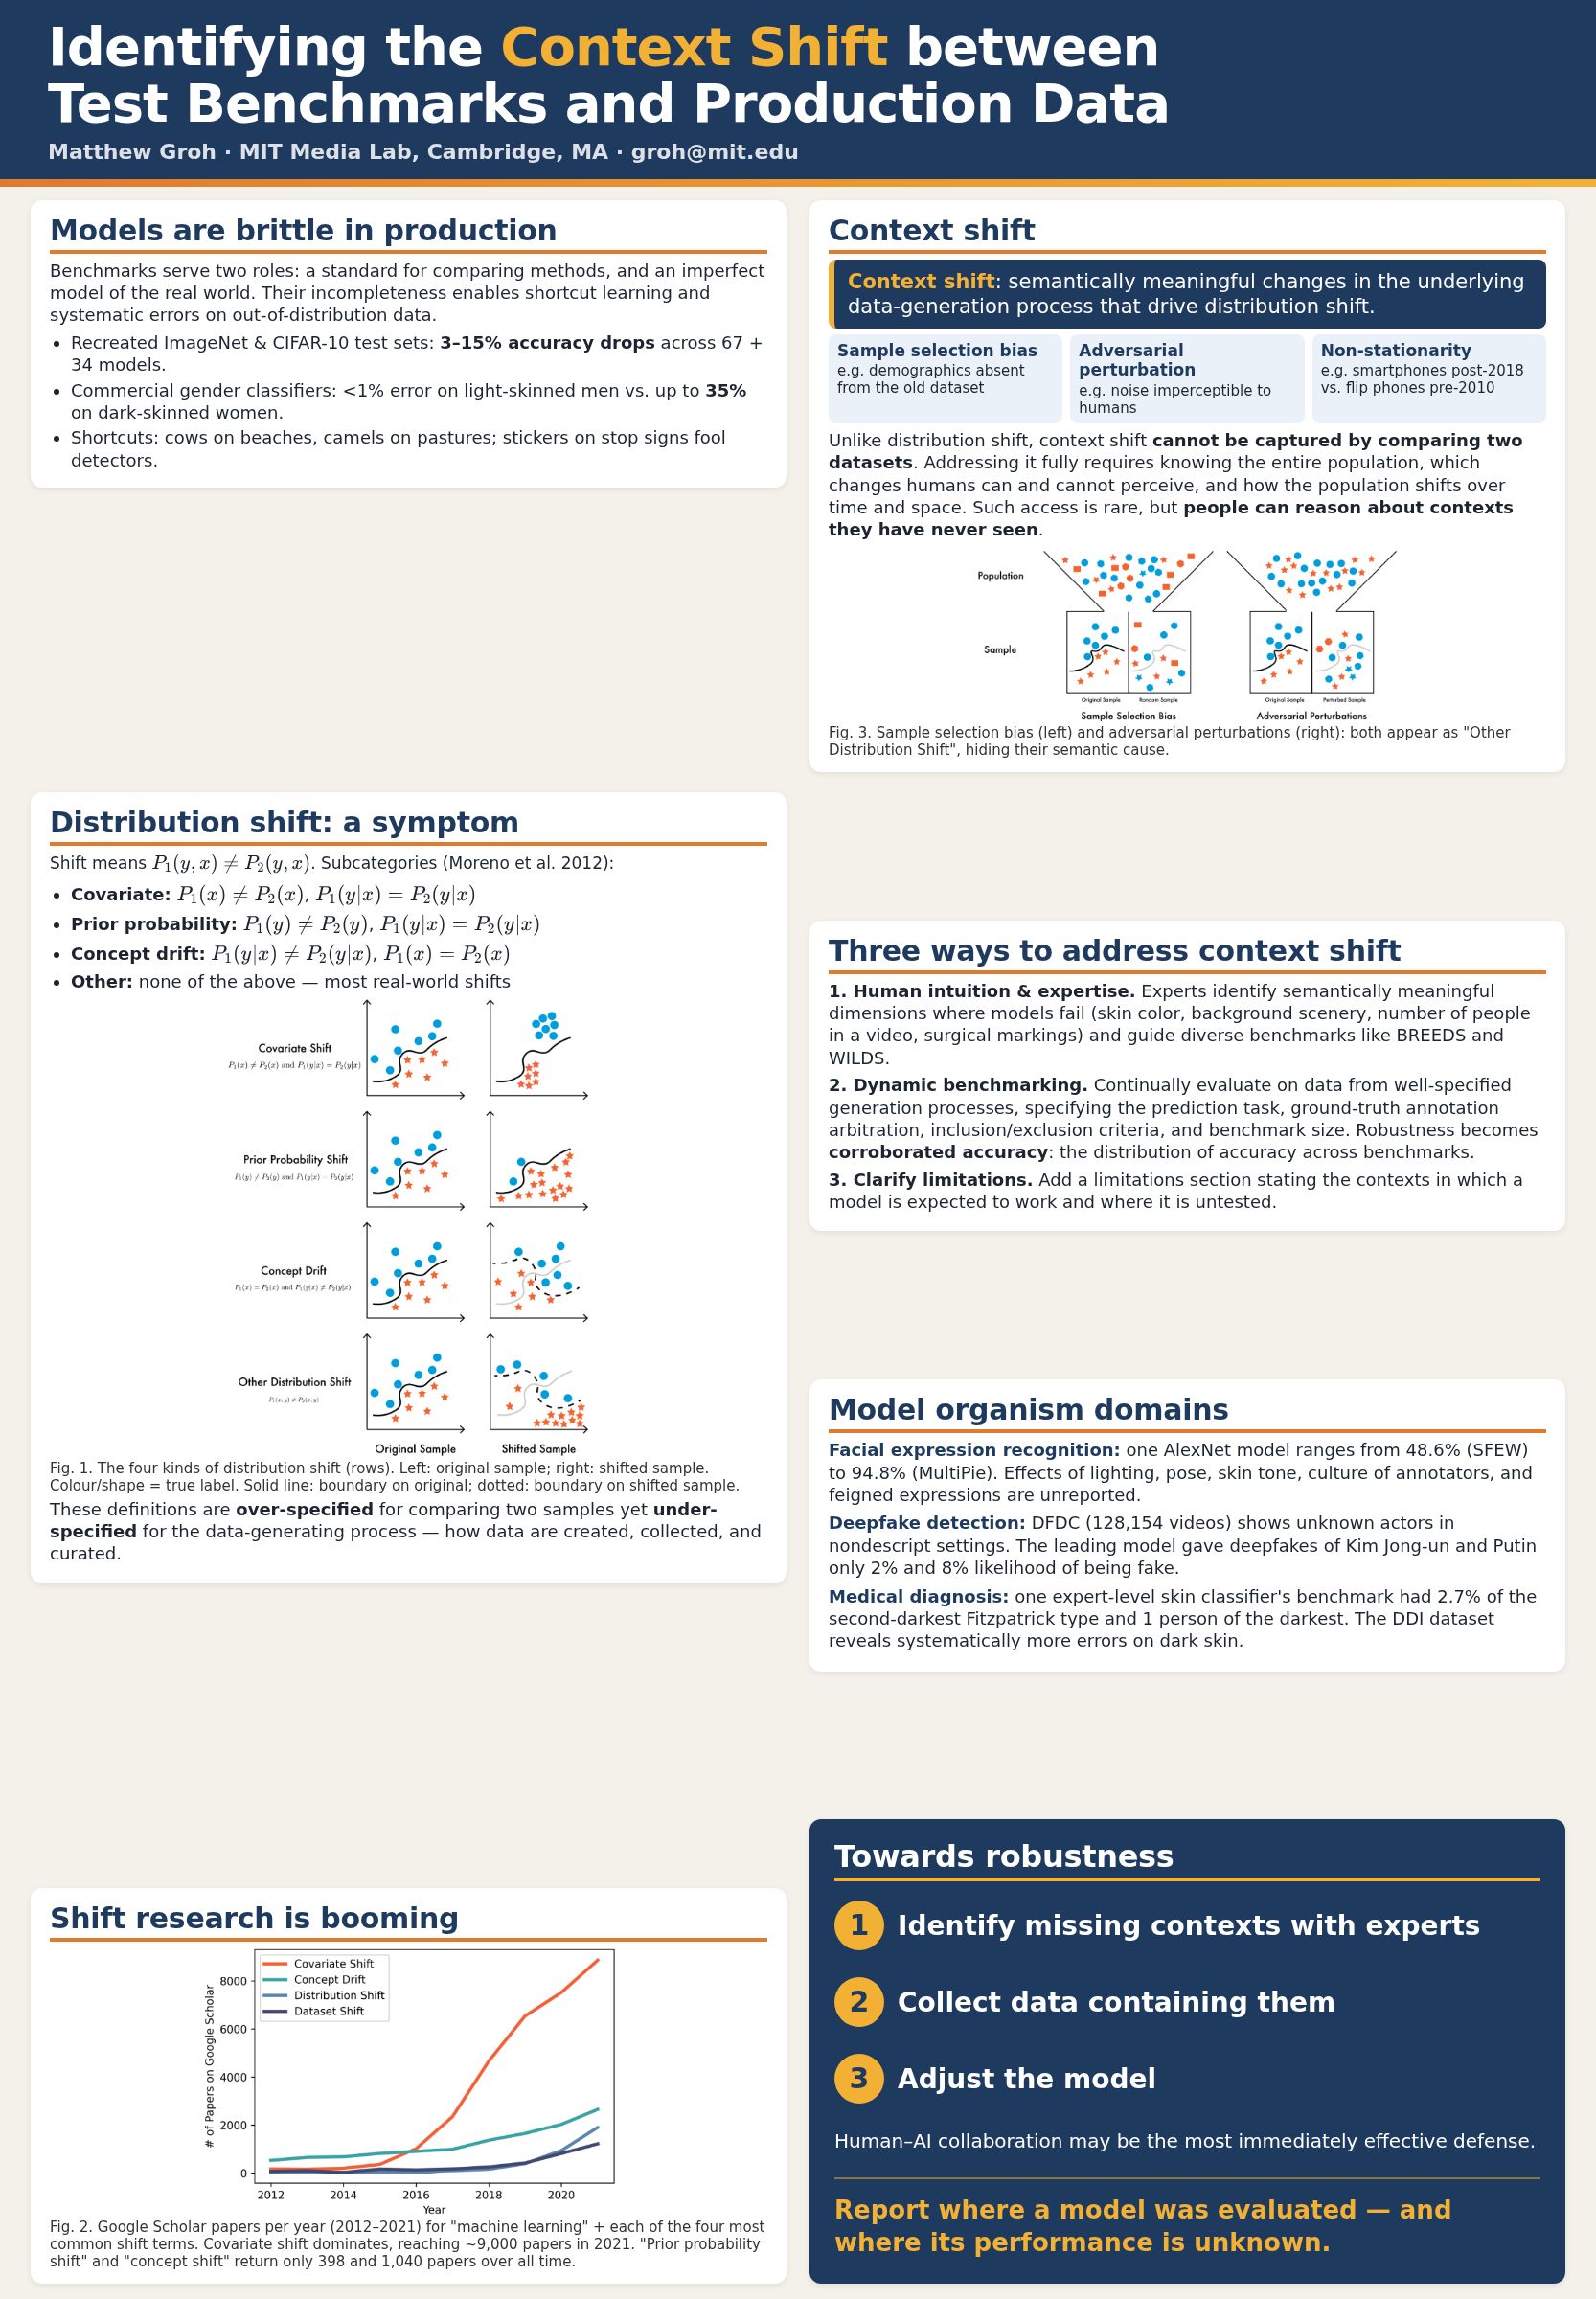 Identifying the Context Shift between
Test Benchmarks and Production Data
Matthew Groh · MIT Media Lab, Cambridge, MA · groh@mit.edu
Models are brittle in production
Benchmarks serve two roles: a standard for comparing methods, and an imperfect
model of the real world. Their incompleteness enables shortcut learning and
systematic errors on out-of-distribution data.
• Recreated ImageNet & CIFAR-10 test sets: 3–15% accuracy drops across 67 +
34 models.
• Commercial gender classifiers: <1% error on light-skinned men vs. up to 35%
on dark-skinned women.
• Shortcuts: cows on beaches, camels on pastures; stickers on stop signs fool
detectors.
Distribution shift: a symptom
Shift means P₁(y, x) ≠ P₂(y, x). Subcategories (Moreno et al. 2012):
• Covariate: P₁(x) ≠ P₂(x), P₁(y|x) = P₂(y|x)
• Prior probability: P₁(y) ≠ P₂(y), P₁(y|x) = P₂(y|x)
• Concept drift: P₁(y|x) ≠ P₂(y|x), P₁(x) = P₂(x)
• Other: none of the above — most real-world shifts
Covariate Shift
P₁(x) ≠ P₂(x) and P₁(y|x) = P₂(y|x)
Prior Probability Shift
P₁(y) ≠ P₂(y) and P₁(y|x) = P₂(y|x)
Concept Drift
P₁(x) = P₂(x) and P₁(y|x) ≠ P₂(y|x)
Other Distribution Shift
P₁(x, y) ≠ P₂(x, y)
Original Sample
Shifted Sample
Fig. 1. The four kinds of distribution shift (rows). Left: original sample; right: shifted sample.
Colour/shape = true label. Solid line: boundary on original; dotted: boundary on shifted sample.
These definitions are over-specified for comparing two samples yet under-
specified for the data-generating process — how data are created, collected, and
curated.
Shift research is booming
Covariate Shift
Concept Drift
Distribution Shift
Dataset Shift
# of Papers on Google Scholar
8000
6000
4000
2000
0
2012 2014 2016 2018 2020
Year
Fig. 2. Google Scholar papers per year (2012–2021) for "machine learning" + each of the four most
common shift terms. Covariate shift dominates, reaching ~9,000 papers in 2021. "Prior probability
shift" and "concept shift" return only 398 and 1,040 papers over all time.
Context shift
Context shift: semantically meaningful changes in the underlying
data-generation process that drive distribution shift.
Sample selection bias
e.g. demographics absent
from the old dataset
Adversarial
perturbation
e.g. noise imperceptible to
humans
Non-stationarity
e.g. smartphones post-2018
vs. flip phones pre-2010
Unlike distribution shift, context shift cannot be captured by comparing two
datasets. Addressing it fully requires knowing the entire population, which
changes humans can and cannot perceive, and how the population shifts over
time and space. Such access is rare, but people can reason about contexts
they have never seen.
Population
Sample
Original Sample
Random Sample
Sample Selection Bias
Original Sample
Perturbed Sample
Adversarial Perturbations
Fig. 3. Sample selection bias (left) and adversarial perturbations (right): both appear as "Other
Distribution Shift", hiding their semantic cause.
Three ways to address context shift
1. Human intuition & expertise. Experts identify semantically meaningful
dimensions where models fail (skin color, background scenery, number of people
in a video, surgical markings) and guide diverse benchmarks like BREEDS and
WILDS.
2. Dynamic benchmarking. Continually evaluate on data from well-specified
generation processes, specifying the prediction task, ground-truth annotation
arbitration, inclusion/exclusion criteria, and benchmark size. Robustness becomes
corroborated accuracy: the distribution of accuracy across benchmarks.
3. Clarify limitations. Add a limitations section stating the contexts in which a
model is expected to work and where it is untested.
Model organism domains
Facial expression recognition: one AlexNet model ranges from 48.6% (SFEW)
to 94.8% (MultiPie). Effects of lighting, pose, skin tone, culture of annotators, and
feigned expressions are unreported.
Deepfake detection: DFDC (128,154 videos) shows unknown actors in
nondescript settings. The leading model gave deepfakes of Kim Jong-un and Putin
only 2% and 8% likelihood of being fake.
Medical diagnosis: one expert-level skin classifier's benchmark had 2.7% of the
second-darkest Fitzpatrick type and 1 person of the darkest. The DDI dataset
reveals systematically more errors on dark skin.
Towards robustness
1 Identify missing contexts with experts
2 Collect data containing them
3 Adjust the model
Human–AI collaboration may be the most immediately effective defense.
Report where a model was evaluated — and
where its performance is unknown.